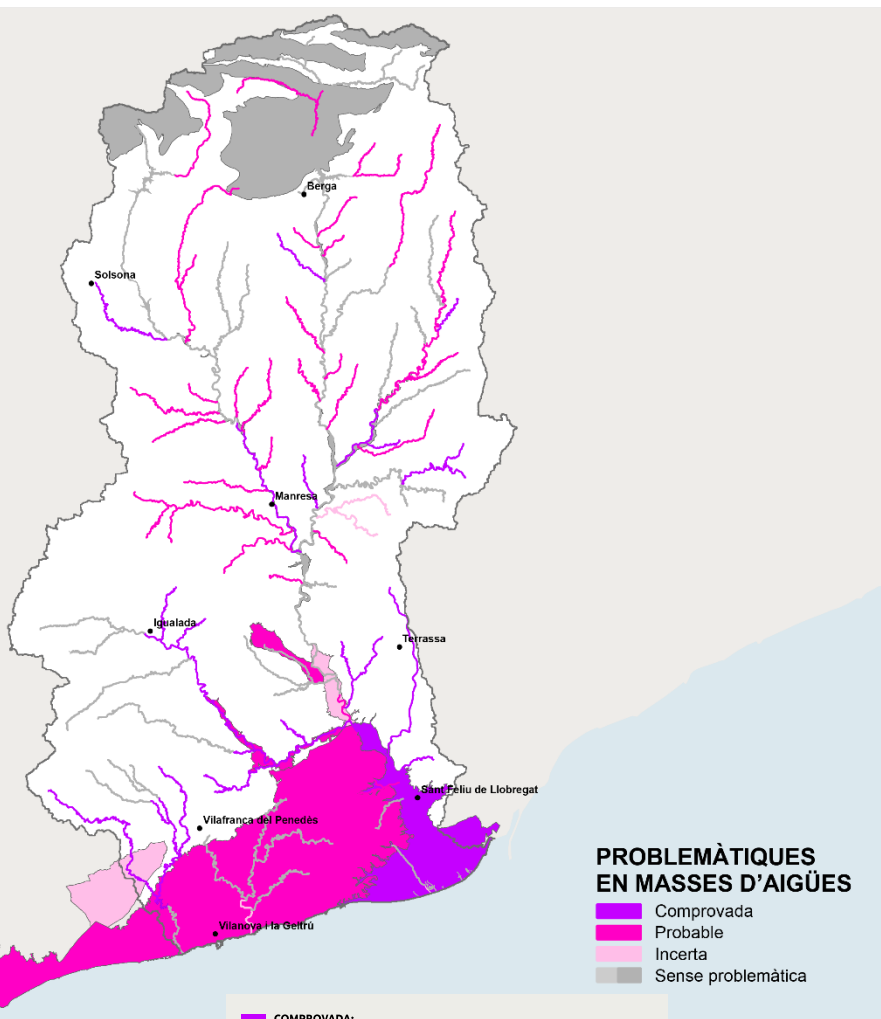 Berga
Solsona
Manresa
Igualada
Terrassa
Sant Feliu de Llobregat
Vilafranca del Penedès
Vilanova i la Geltrú
PROBLEMÀTIQUES
EN MASSES D'AIGÜES
Comprovada
Probable
Incerta
Sense problemàtica
COMPROVADA: